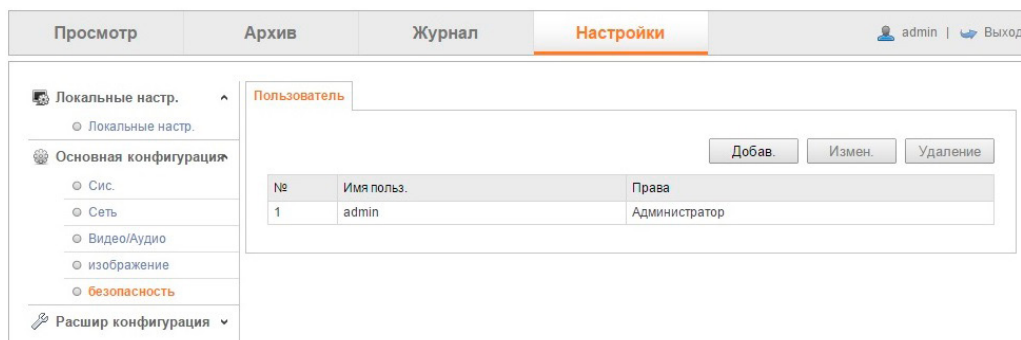 Просмотр Архив Журнал Настройки admin | Выход
Локальные настр.
Локальные настр.
Основная конфигурация
Сис.
Сеть
Видео/Аудио
изображение
безопасность
Расшир конфигурация
Пользователь
Добав. Измен. Удаление
№ Имя польз. Права
1 admin Администратор